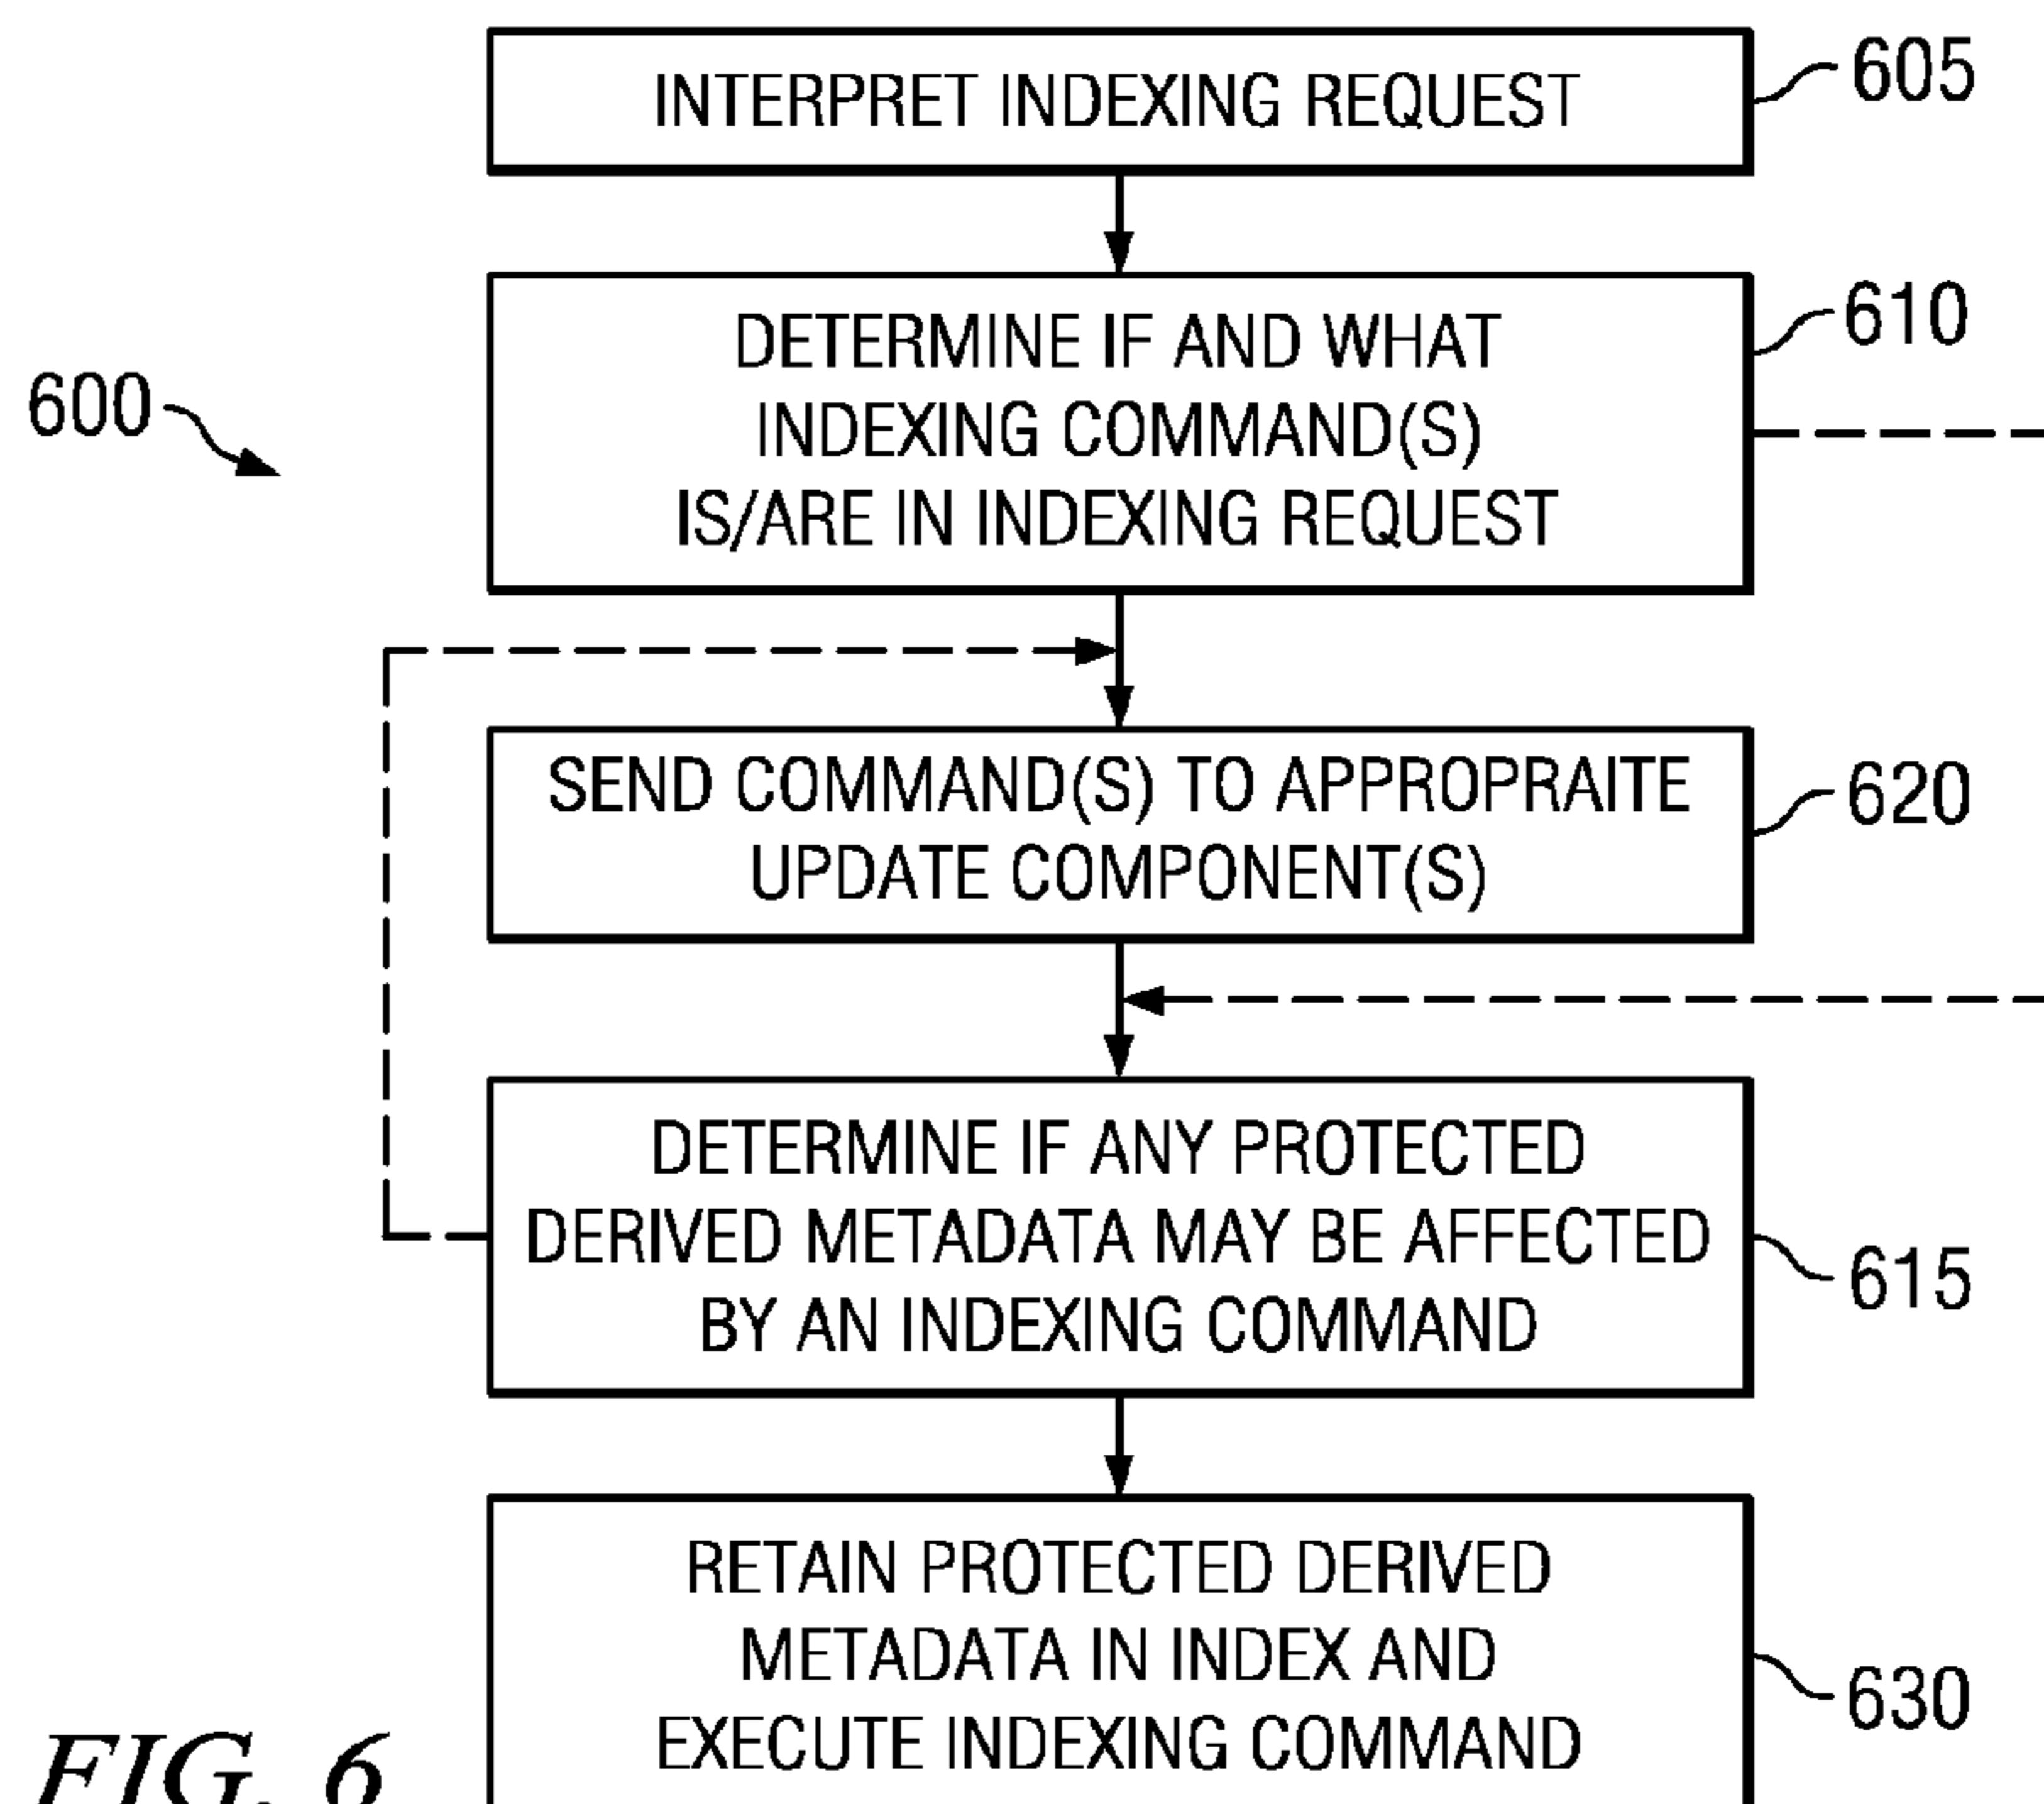 INTERPRET INDEXING REQUEST
605
DETERMINE IF AND WHAT
INDEXING COMMAND(S)
IS/ARE IN INDEXING REQUEST
610
600
SEND COMMAND(S) TO APPROPRAITE
UPDATE COMPONENT(S)
620
DETERMINE IF ANY PROTECTED
DERIVED METADATA MAY BE AFFECTED
BY AN INDEXING COMMAND
615
RETAIN PROTECTED DERIVED
METADATA IN INDEX AND
EXECUTE INDEXING COMMAND
630
FIG. 6